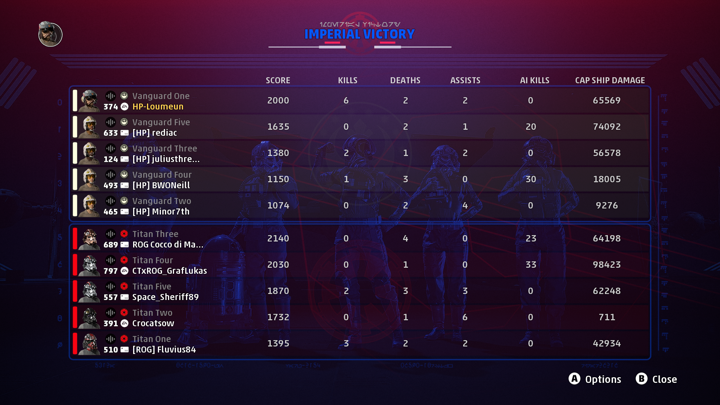 IMPERIAL VICTORY
SCORE KILLS DEATHS ASSISTS AI KILLS CAP SHIP DAMAGE
Vanguard One
374 HP-Loumeun 2000 6 2 2 0 65569
Vanguard Five
633 [HP] rediac 1635 0 2 1 20 74092
Vanguard Three
124 [HP] juliusthre... 1380 2 1 2 0 56578
Vanguard Four
493 [HP] BWONeill 1150 1 3 0 30 18005
Vanguard Two
465 [HP] Minor7th 1074 0 2 4 0 9276
Titan Three
689 ROG Cocco di Ma... 2140 0 4 0 23 64198
Titan Four
797 CTxROG_GrafLukas 2030 0 1 0 33 98423
Titan Five
557 Space_Sheriff89 1870 2 3 3 0 62248
Titan Two
391 Crocatsow 1732 0 1 6 0 711
Titan One
510 [ROG] Fluvius84 1395 3 2 2 0 42934
A Options B Close